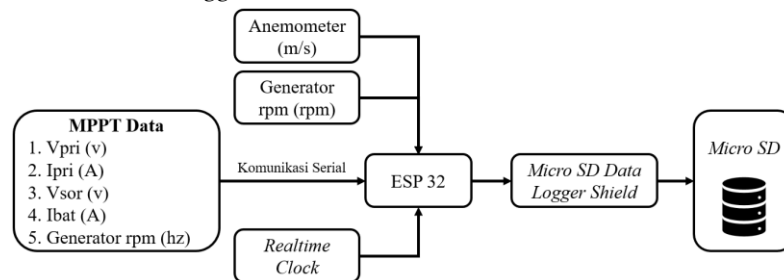 Anemometer
(m/s)
Generator
rpm (rpm)
MPPT Data
1. Vpri (v)
2. Ipri (A)
3. Vsor (v)
4. Ibat (A)
5. Generator rpm (hz)
Komunikasi Serial
ESP 32
Micro SD Data
Logger Shield
Micro SD
Realtime
Clock